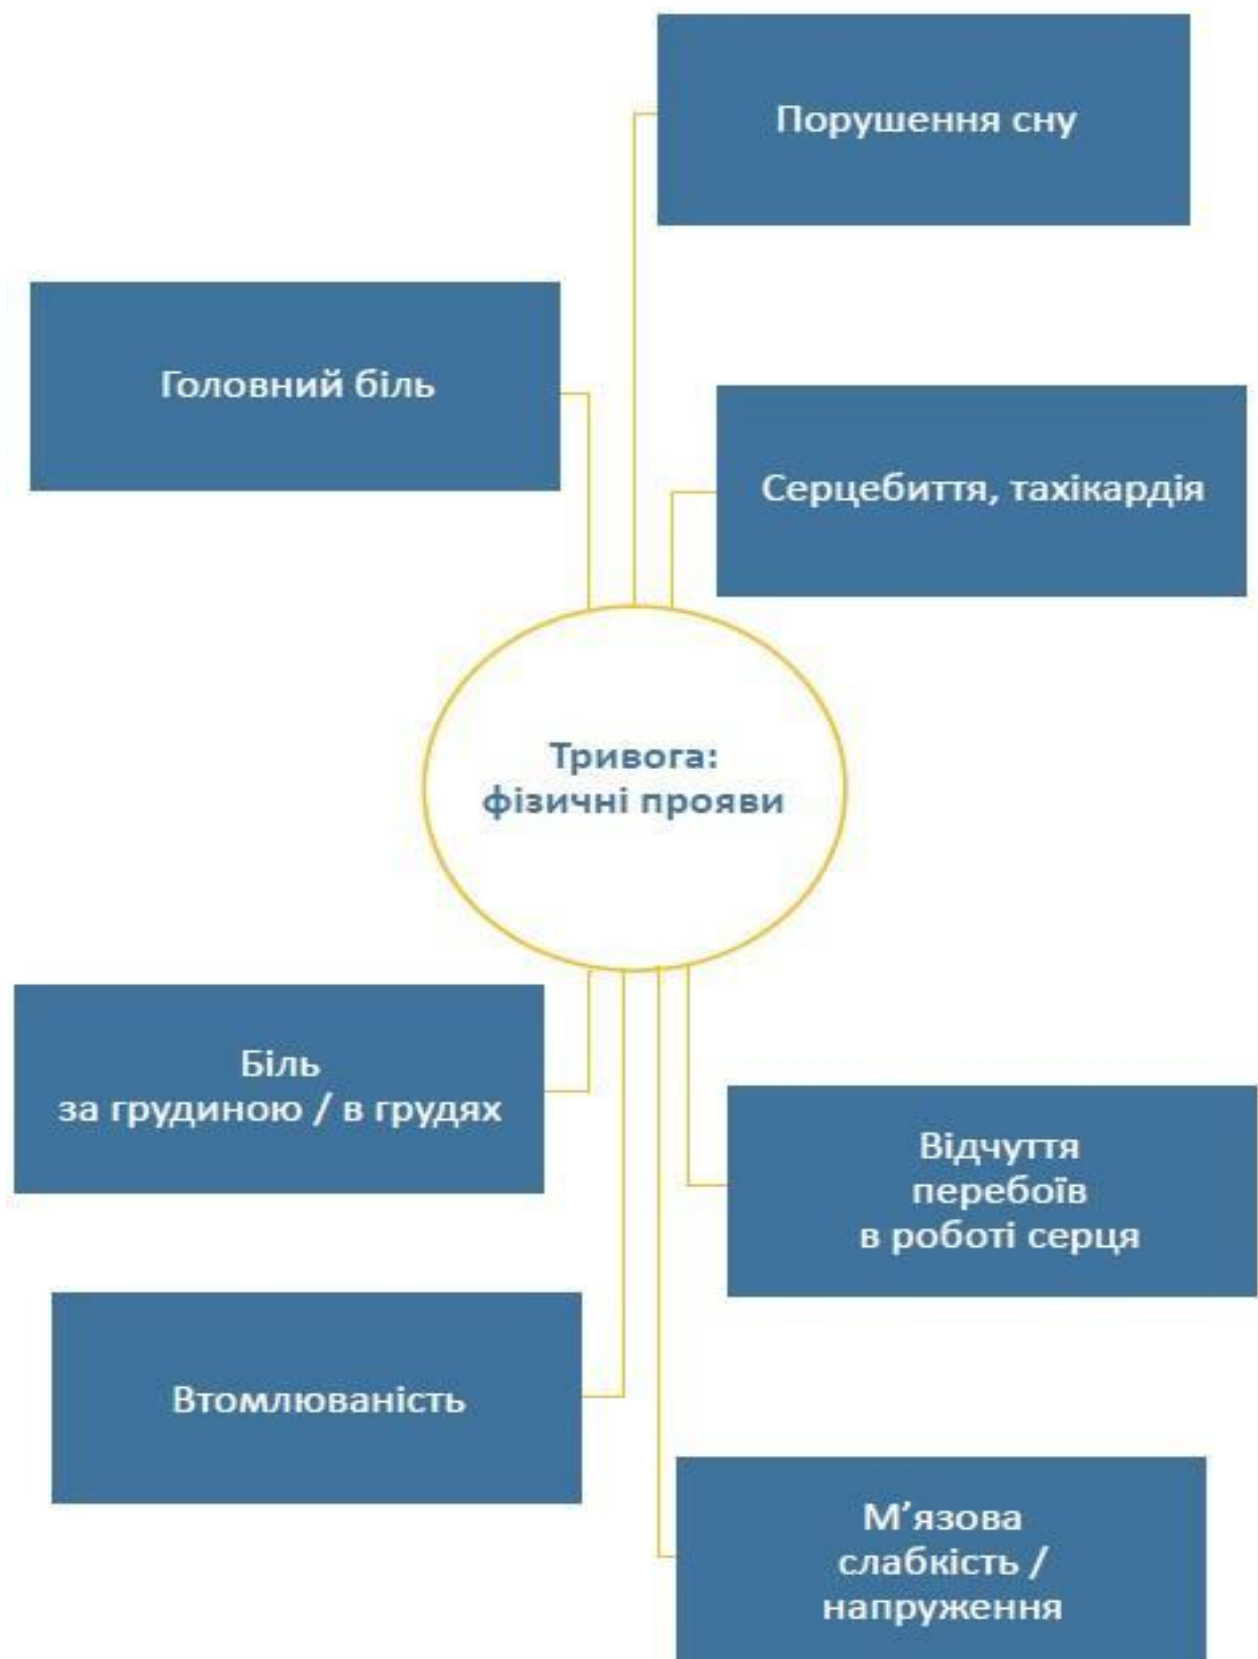 Порушення сну
Головний біль
Серцебиття, тахікардія
Тривога:
фізичні прояви
Біль
за грудиною / в грудях
Відчуття
перебоїв
в роботі серця
Втомлюваність
М’язова
слабкість /
напруження